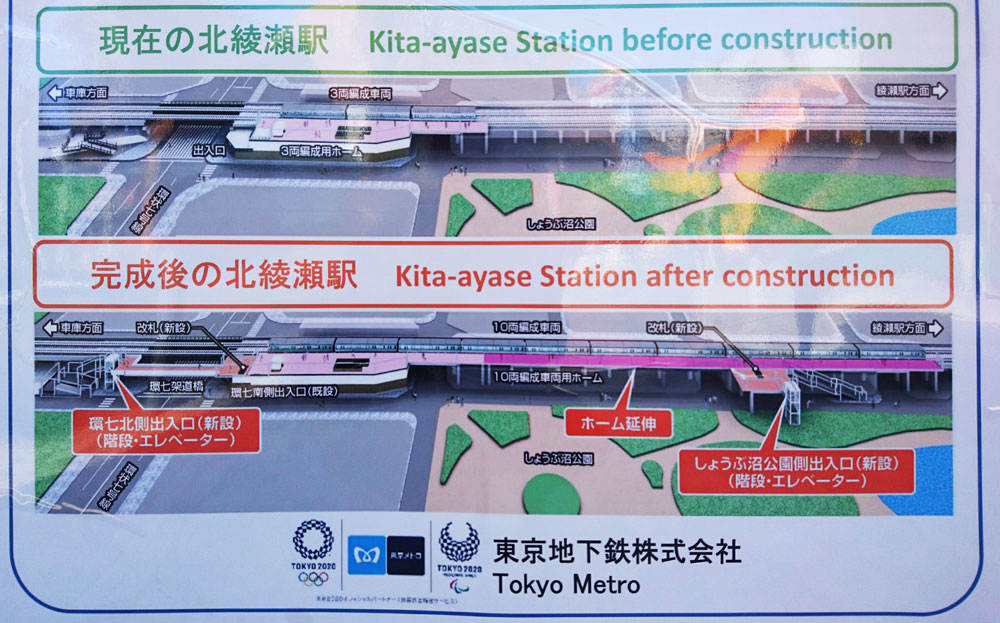 現在の北綾瀬駅 Kita-ayase Station before construction
車庫方面
3両編成車両
綾瀬駅方面
出入口
3両編成用ホーム
環状七号線
しょうぶ沼公園
完成後の北綾瀬駅 Kita-ayase Station after construction
車庫方面
改札(新設)
10両編成車両
改札(新設)
綾瀬駅方面
環七架道橋
環七南側出入口(既設)
10両編成車両用ホーム
環七北側出入口(新設)
(階段・エレベーター)
ホーム延伸
しょうぶ沼公園
しょうぶ沼公園側出入口(新設)
(階段・エレベーター)
環状七号線
TOKYO 2020
東京メトロ
TOKYO 2020
東京地下鉄株式会社
Tokyo Metro